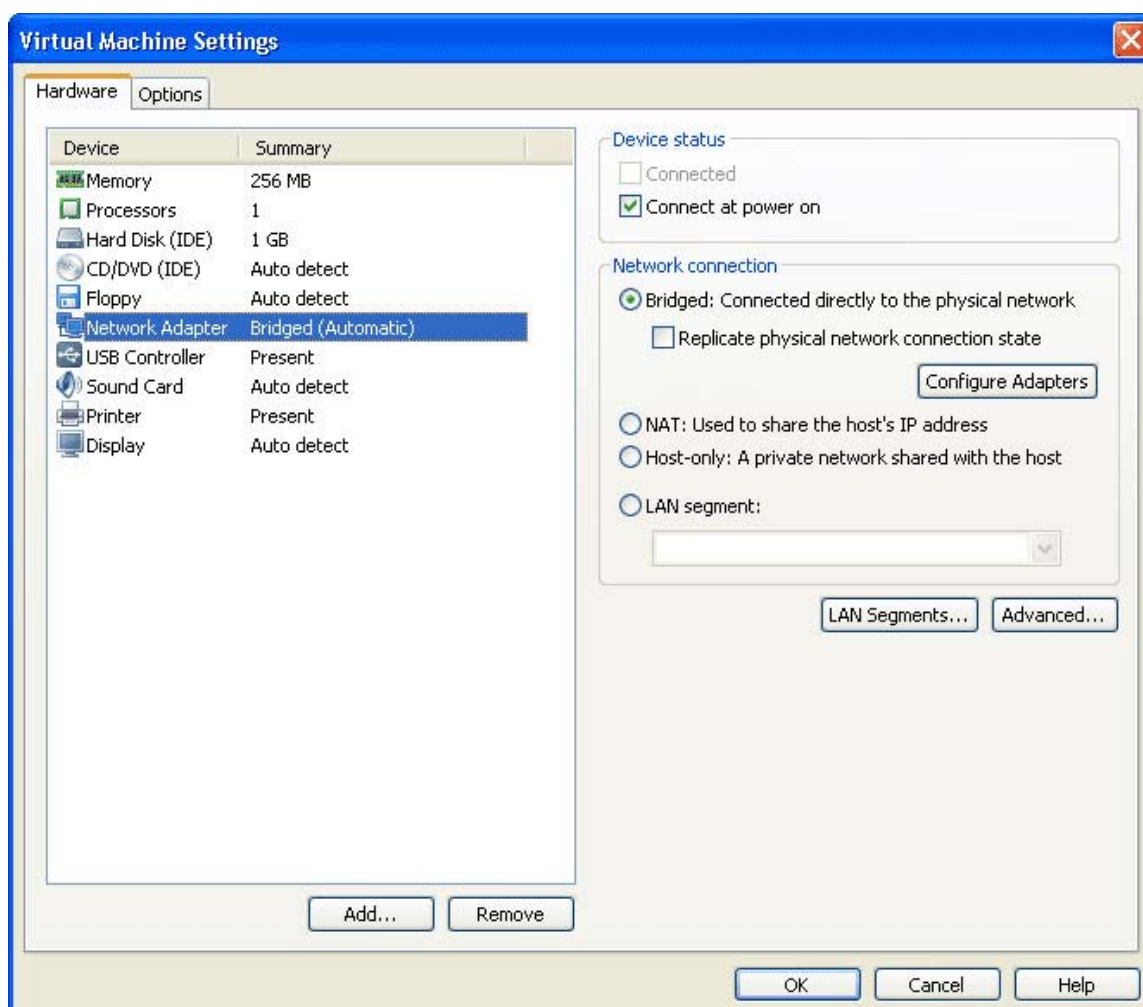 Virtual Machine Settings
Hardware Options
Device Summary
Memory 256 MB
Processors 1
Hard Disk (IDE) 1 GB
CD/DVD (IDE) Auto detect
Floppy Auto detect
Network Adapter Bridged (Automatic)
USB Controller Present
Sound Card Auto detect
Printer Present
Display Auto detect
Add... Remove
Device status
Connected
Connect at power on
Network connection
Bridged: Connected directly to the physical network
Replicate physical network connection state
Configure Adapters
NAT: Used to share the host's IP address
Host-only: A private network shared with the host
LAN segment:
LAN Segments... Advanced...
OK Cancel Help